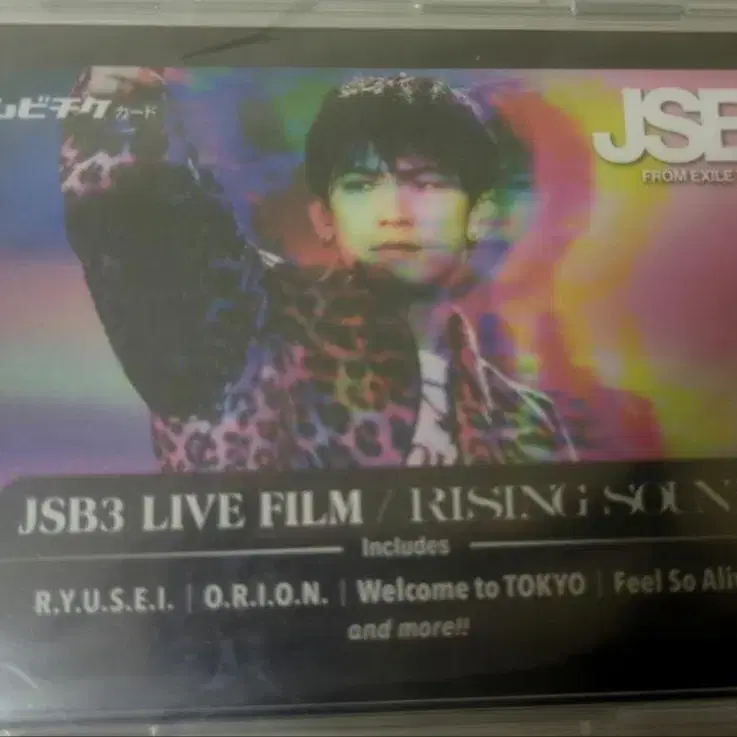 ムビチケ カード
JSB
FROM EXILE
JSB3 LIVE FILM / RISING SOUN
Includes
R.Y.U.S.E.I. | O.R.I.O.N. | Welcome to TOKYO | Feel So Aliv
and more!!